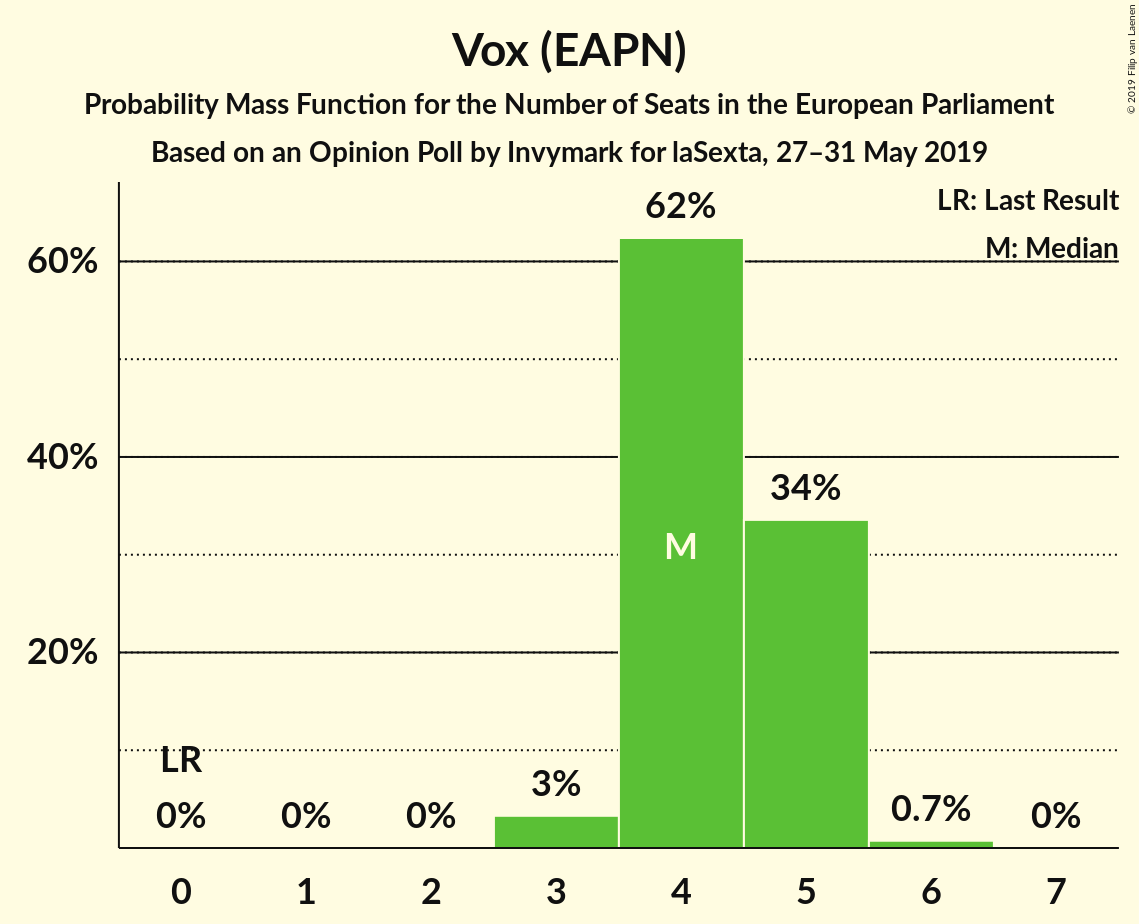 Vox (EAPN)
Probability Mass Function for the Number of Seats in the European Parliament
Based on an Opinion Poll by Invymark for laSexta, 27–31 May 2019
© 2019 Filip van Laenen
LR: Last Result
M: Median
60%
40%
20%
62%
34%
M
LR
0%
0%
0%
3%
0.7%
0%
0 1 2 3 4 5 6 7